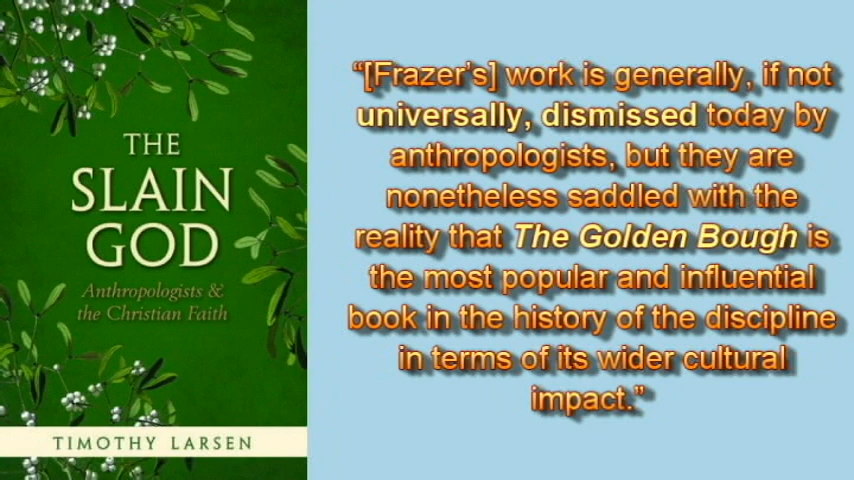 THE
SLAIN
GOD
Anthropologists &
the Christian Faith
TIMOTHY LARSEN
“[Frazer’s] work is generally, if not
universally, dismissed today by
anthropologists, but they are
nonetheless saddled with the
reality that The Golden Bough is
the most popular and influential
book in the history of the discipline
in terms of its wider cultural
impact.”